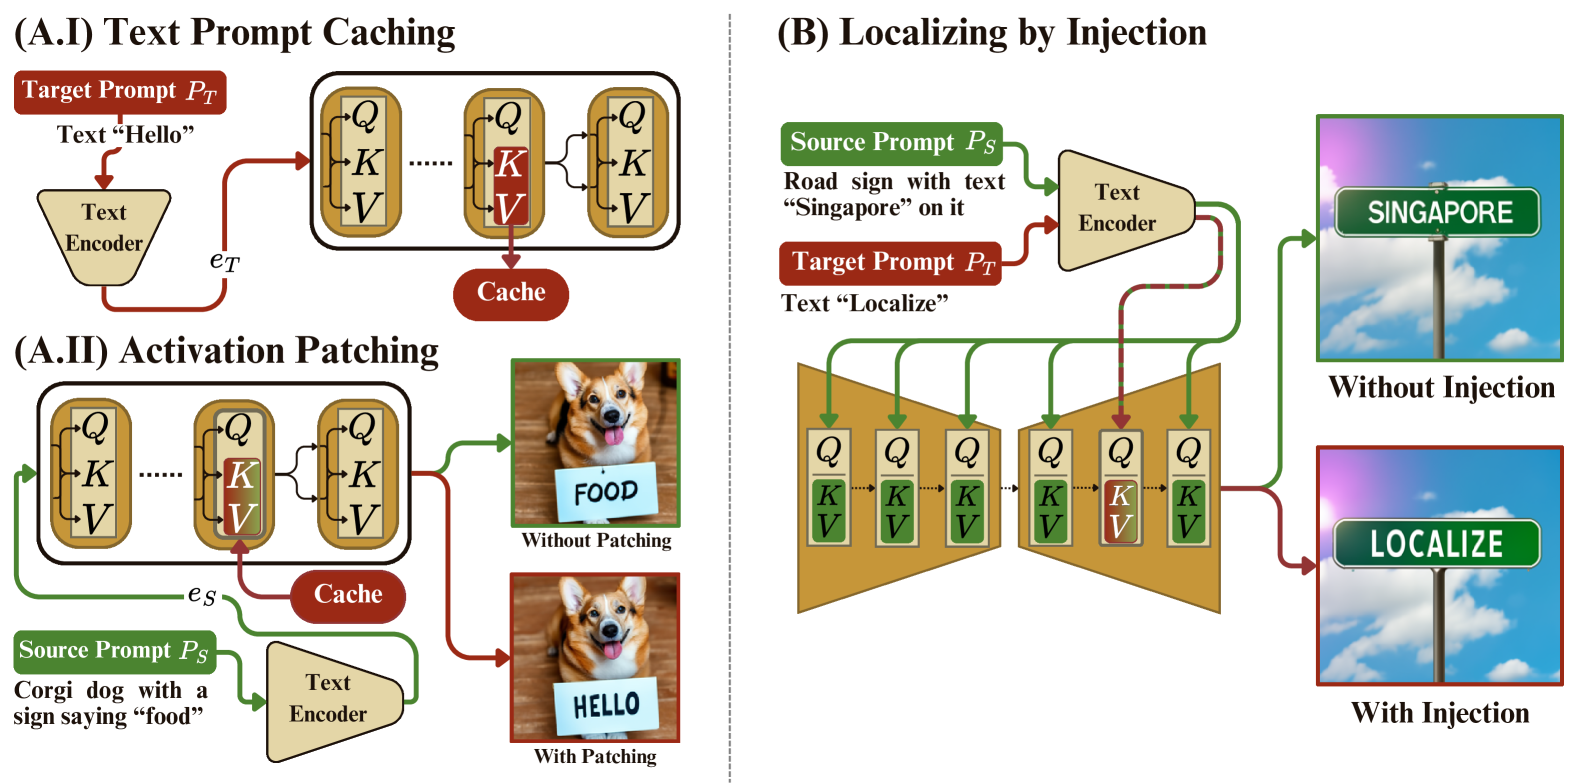 (A.I) Text Prompt Caching
Target Prompt P_T
Text “Hello”
Text
Encoder
e_T
Q
K
V
......
Q
K
V
Q
K
V
Cache
(A.II) Activation Patching
Q
K
V
......
Q
K
V
Q
K
V
Cache
e_S
Source Prompt P_S
Corgi dog with a
sign saying “food”
Text
Encoder
FOOD
Without Patching
HELLO
With Patching
(B) Localizing by Injection
Source Prompt P_S
Road sign with text
“Singapore” on it
Target Prompt P_T
Text “Localize”
Text
Encoder
Q
K
V
Q
K
V
Q
K
V
Q
K
V
Q
K
V
Q
K
V
SINGAPORE
Without Injection
LOCALIZE
With Injection